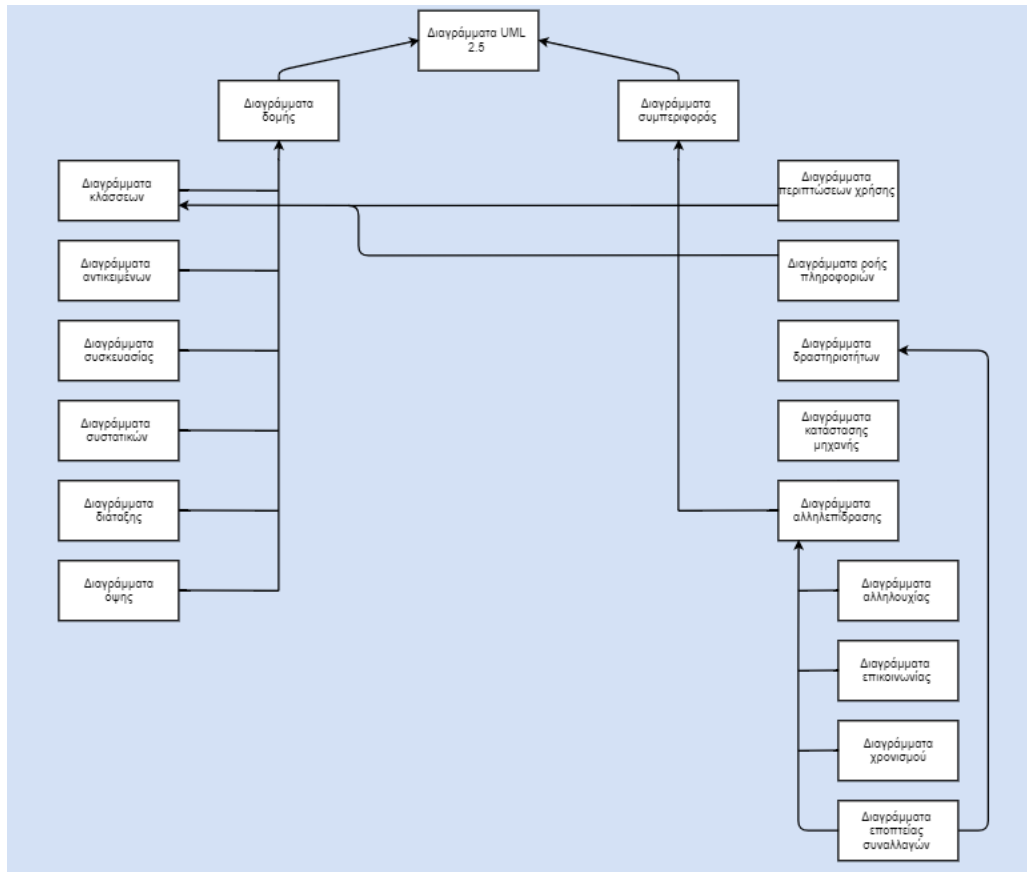 Διαγράμματα UML
2.5
Διαγράμματα
δομής
Διαγράμματα
συμπεριφοράς
Διαγράμματα
κλάσσεων
Διαγράμματα
περιπτώσεων χρήσης
Διαγράμματα
αντικειμένων
Διαγράμματα ροής
πληροφοριών
Διαγράμματα
συσκευασίας
Διαγράμματα
δραστηριοτήτων
Διαγράμματα
συστατικών
Διαγράμματα
κατάστασης
μηχανής
Διαγράμματα
διάταξης
Διαγράμματα
αλληλεπίδρασης
Διαγράμματα
όψης
Διαγράμματα
αλληλουχίας
Διαγράμματα
επικοινωνίας
Διαγράμματα
χρονισμού
Διαγράμματα
εποπτείας
συναλλαγών